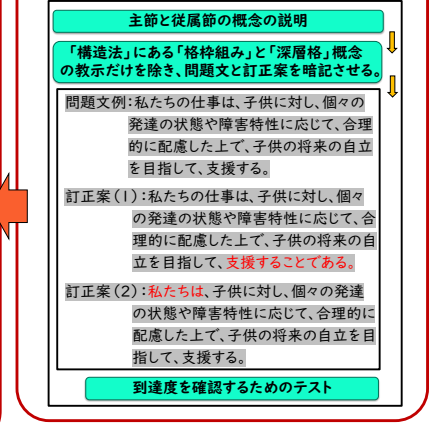 主節と従属節の概念の説明
「構造法」にある「格枠組み」と「深層格」概念
の教示だけを除き、問題文と訂正案を暗記させる。
問題文例:私たちの仕事は、子供に対し、個々の
発達の状態や障害特性に応じて、合理
的に配慮した上で、子供の将来の自立
を目指して、支援する。
訂正案(1):私たちの仕事は、子供に対し、個々
の発達の状態や障害特性に応じて、合
理的に配慮した上で、子供の将来の自
立を目指して、支援することである。
訂正案(2):私たちは、子供に対し、個々の発達
の状態や障害特性に応じて、合理的に
配慮した上で、子供の将来の自立を目
指して、支援する。
到達度を確認するためのテスト